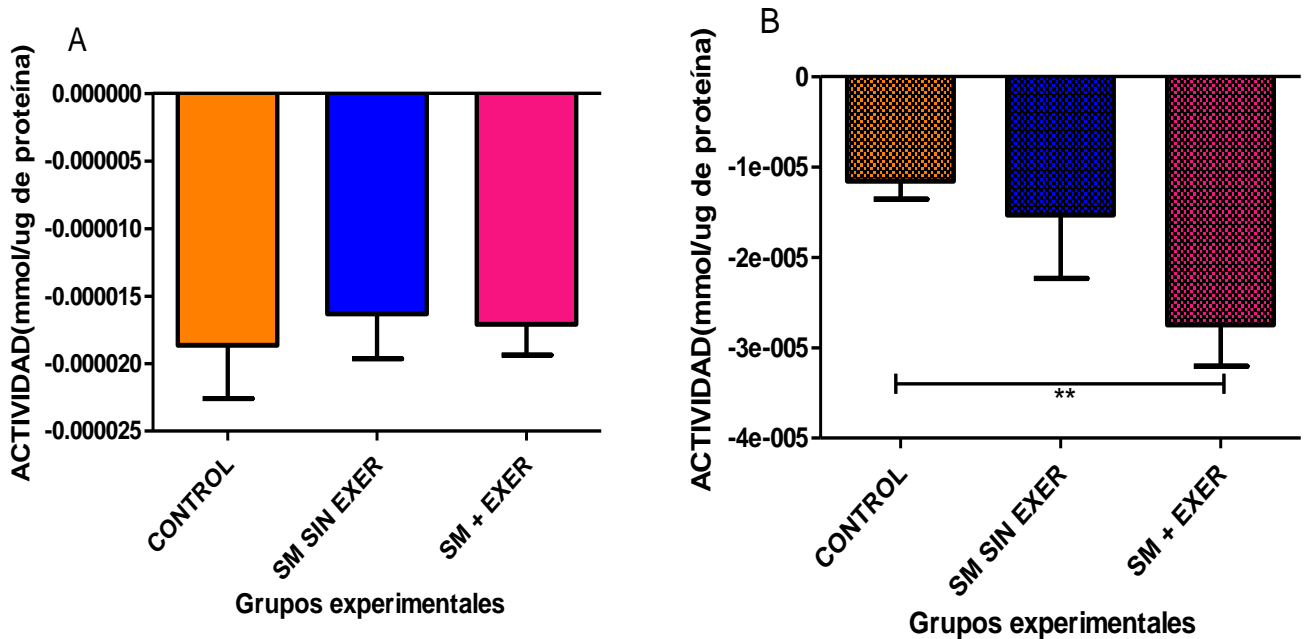 A
ACTIVIDAD(mmol/ug de proteína)
0.000000
-0.000005
-0.000010
-0.000015
-0.000020
-0.000025
CONTROL
SM SIN EXER
SM + EXER
Grupos experimentales
B
ACTIVIDAD(mmol/ug de proteína)
0
-1e-005
-2e-005
-3e-005
-4e-005
**
CONTROL
SM SIN EXER
SM + EXER
Grupos experimentales